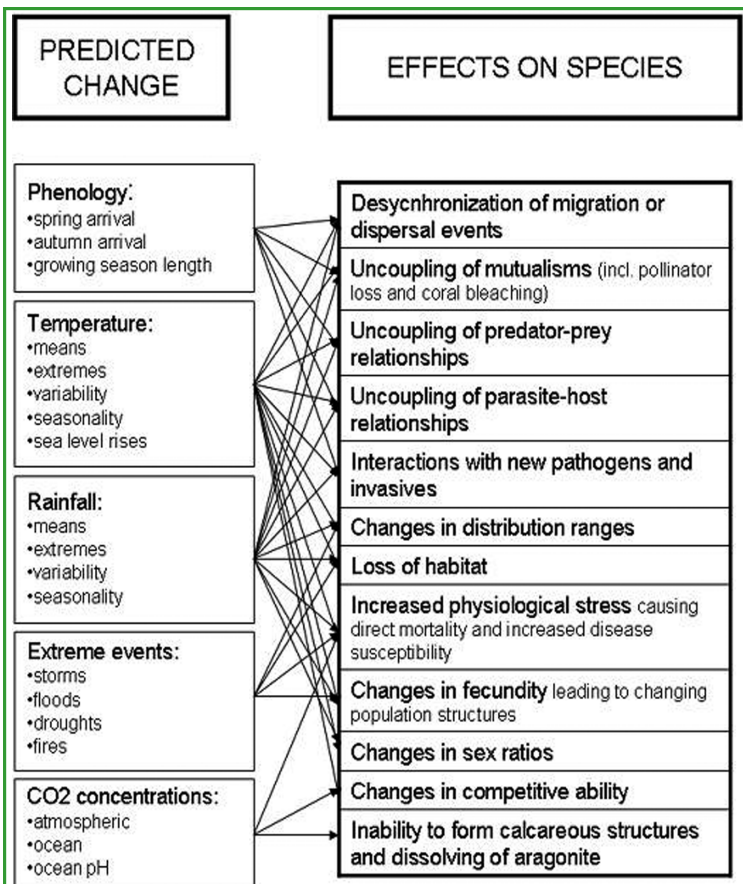 PREDICTED
CHANGE
EFFECTS ON SPECIES
Phenology:
•spring arrival
•autumn arrival
•growing season length
Temperature:
•means
•extremes
•variability
•seasonality
•sea level rises
Rainfall:
•means
•extremes
•variability
•seasonality
Extreme events:
•storms
•floods
•droughts
•fires
CO2 concentrations:
•atmospheric
•ocean
•ocean pH
Desycnhronization of migration or
dispersal events
Uncoupling of mutualisms (incl. pollinator
loss and coral bleaching)
Uncoupling of predator-prey
relationships
Uncoupling of parasite-host
relationships
Interactions with new pathogens and
invasives
Changes in distribution ranges
Loss of habitat
Increased physiological stress causing
direct mortality and increased disease
susceptibility
Changes in fecundity leading to changing
population structures
Changes in sex ratios
Changes in competitive ability
Inability to form calcareous structures
and dissolving of aragonite